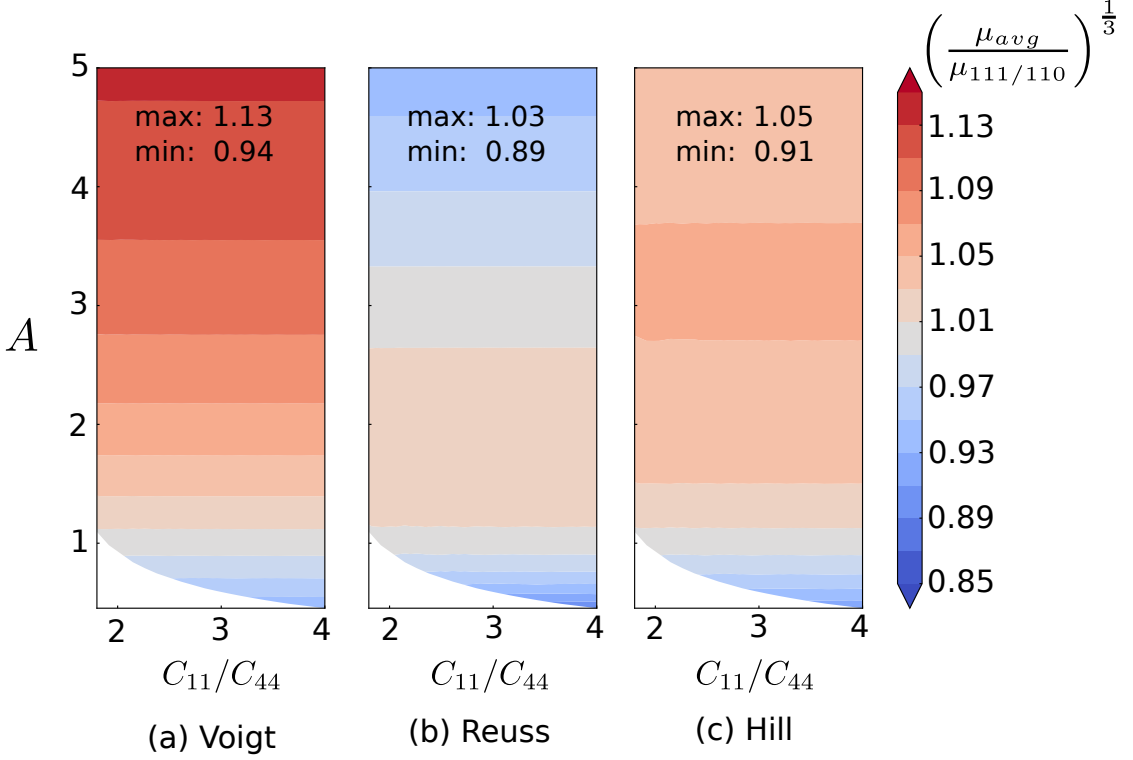 (μavg/μ111/110)^1/3
5
4
3
2
1
A
max: 1.13
min: 0.94
max: 1.03
min: 0.89
max: 1.05
min: 0.91
1.13
1.09
1.05
1.01
0.97
0.93
0.89
0.85
2 3 4
2 3 4
2 3 4
C11/C44
C11/C44
C11/C44
(a) Voigt
(b) Reuss
(c) Hill